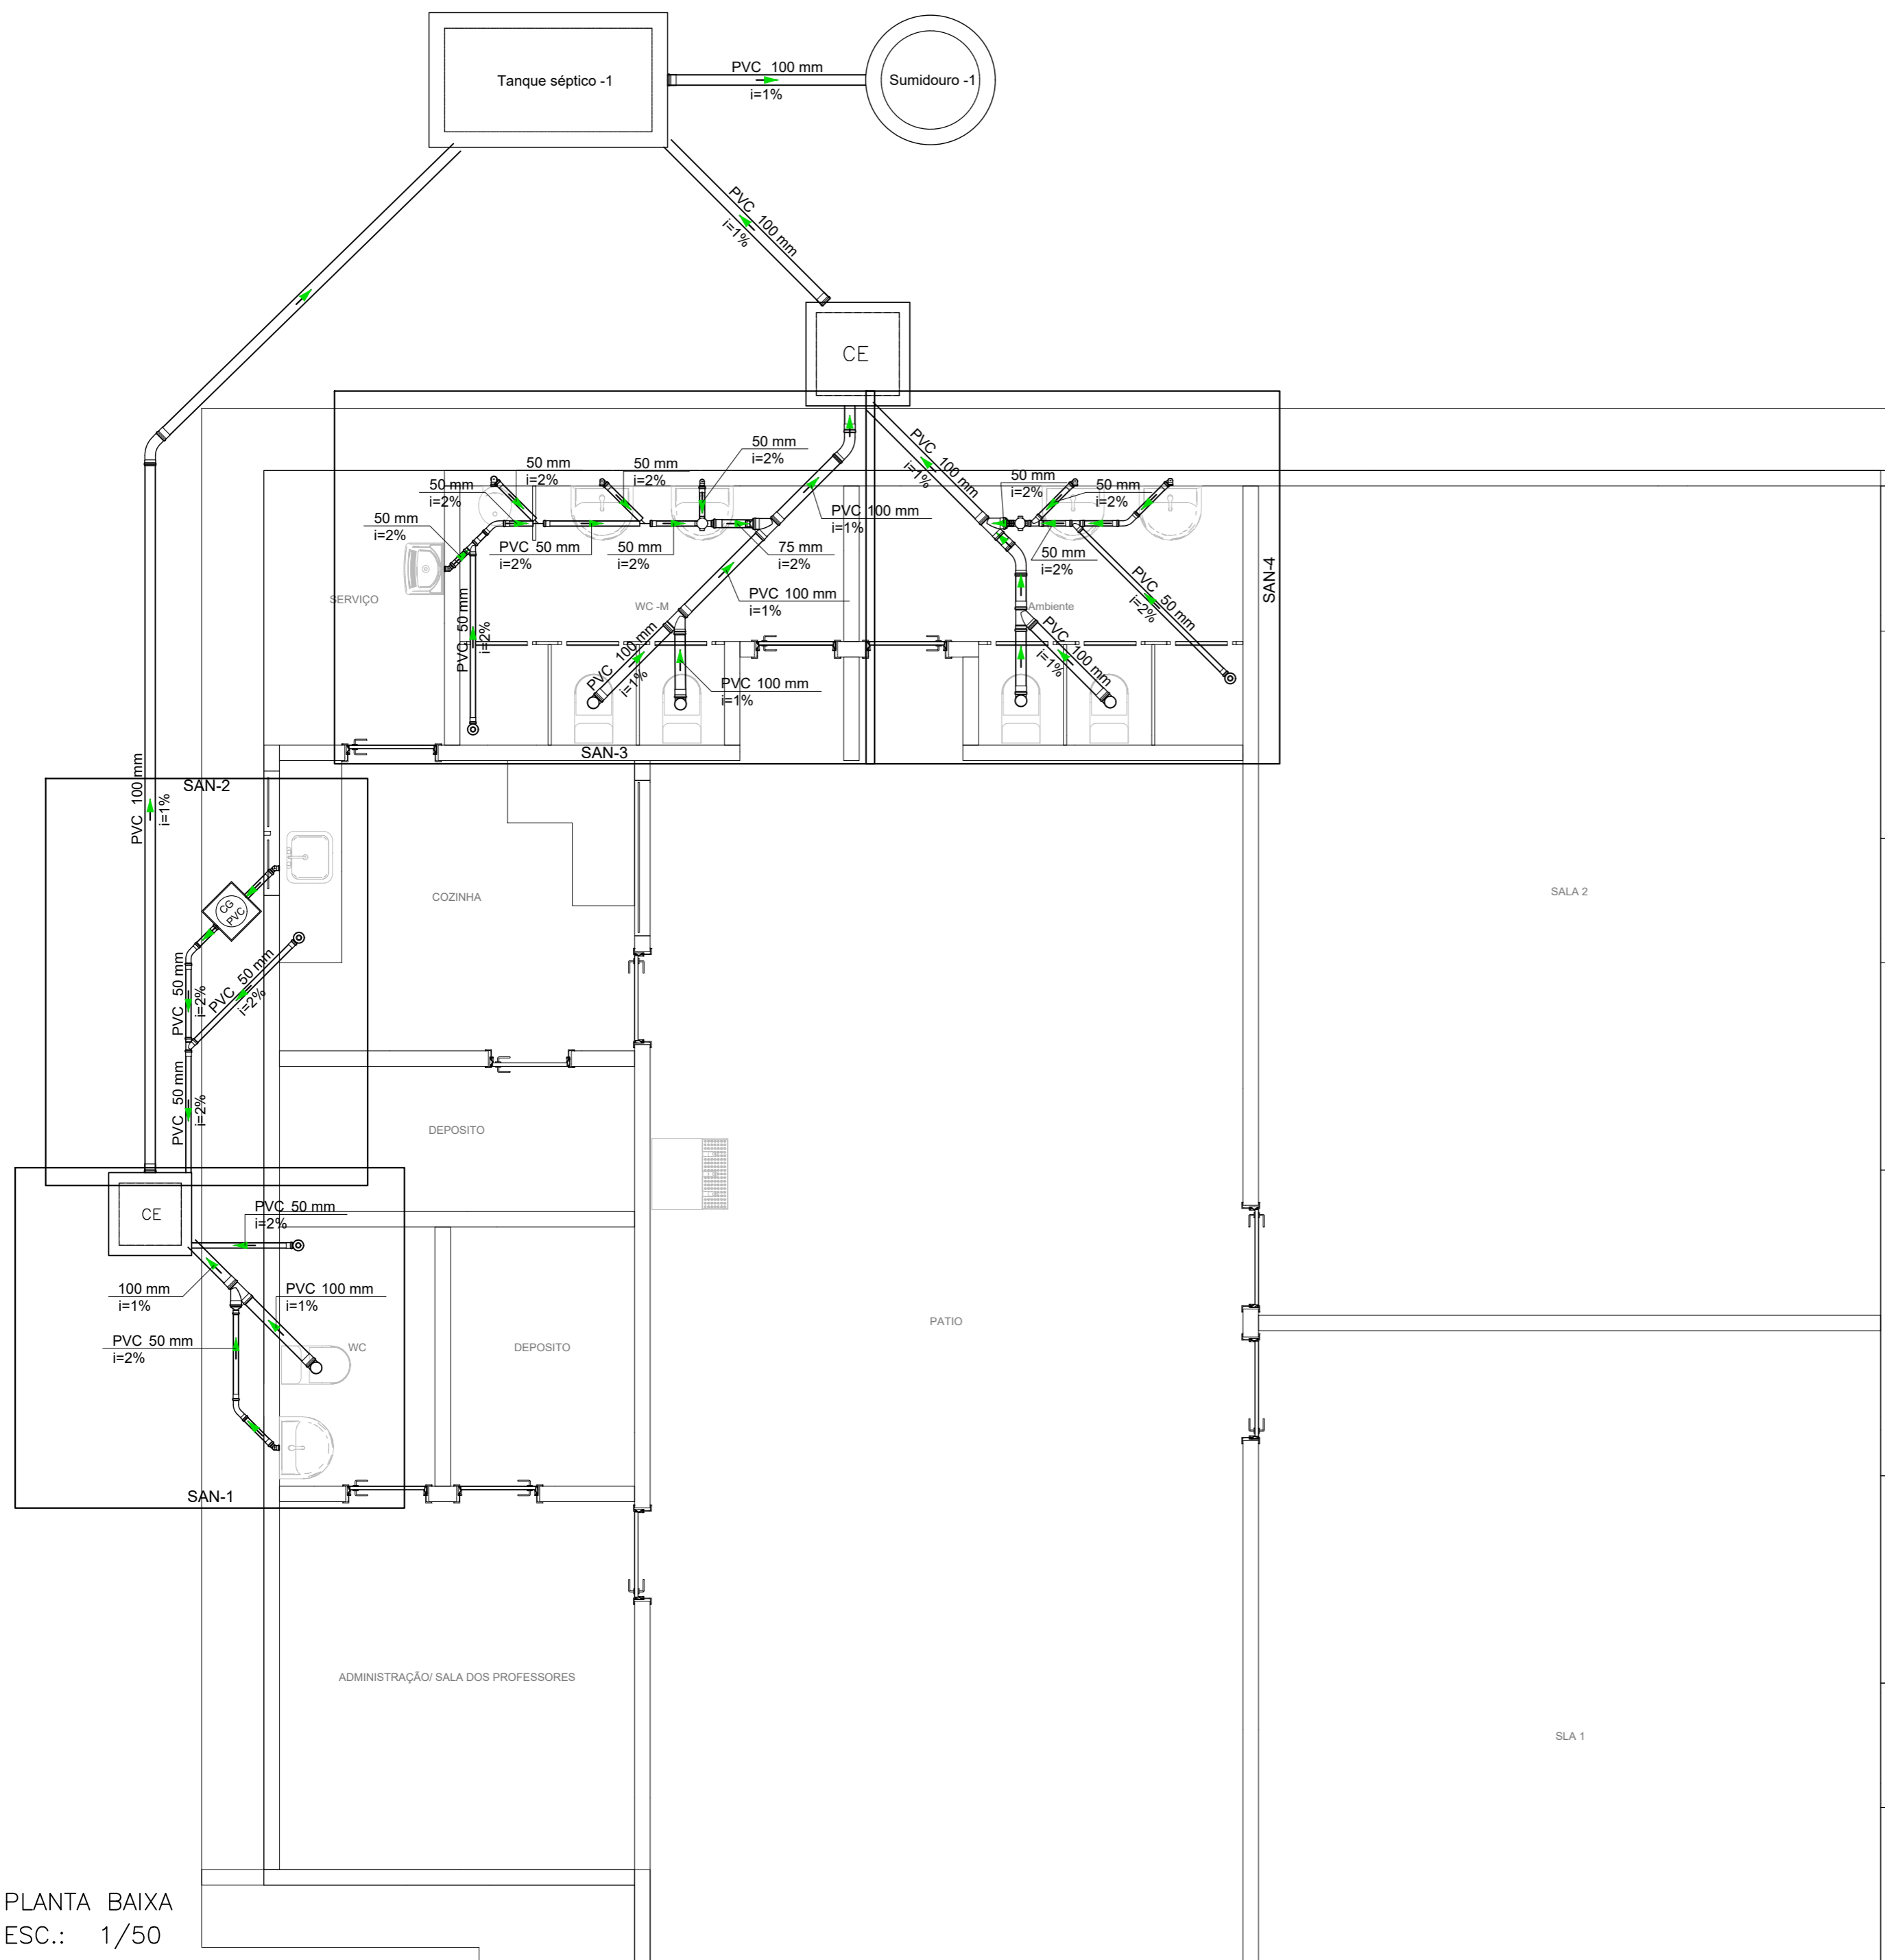 Tanque séptico -1
PVC 100 mm
i=1%
Sumidouro -1
PVC 100 mm
i=1%
CE
50 mm
i=2%
50 mm
i=2%
50 mm
i=2%
50 mm
i=2%
50 mm
i=2%
PVC 50 mm
i=2%
50 mm
i=2%
75 mm
i=2%
PVC 100 mm
i=1%
PVC 100 mm
i=1%
PVC 100 mm
i=1%
50 mm
i=2%
50 mm
i=2%
50 mm
i=2%
PVC 50 mm
i=2%
SAN-4
SERVIÇO
WC -M
Ambiente
PVC 50 mm
i=2%
PVC 100 mm
i=1%
PVC 100 mm
i=1%
PVC 100 mm
i=1%
SAN-3
SAN-2
PVC 100 mm
i=1%
CG
PVC
COZINHA
SALA 2
PVC 50 mm
i=2%
PVC 50 mm
i=2%
PVC 50 mm
i=2%
DEPOSITO
CE
PVC 50 mm
i=2%
100 mm
i=1%
PVC 100 mm
i=1%
PVC 50 mm
i=2%
WC
DEPOSITO
PATIO
SAN-1
ADMINISTRAÇÃO/ SALA DOS PROFESSORES
SLA 1
PLANTA BAIXA
ESC.: 1/50